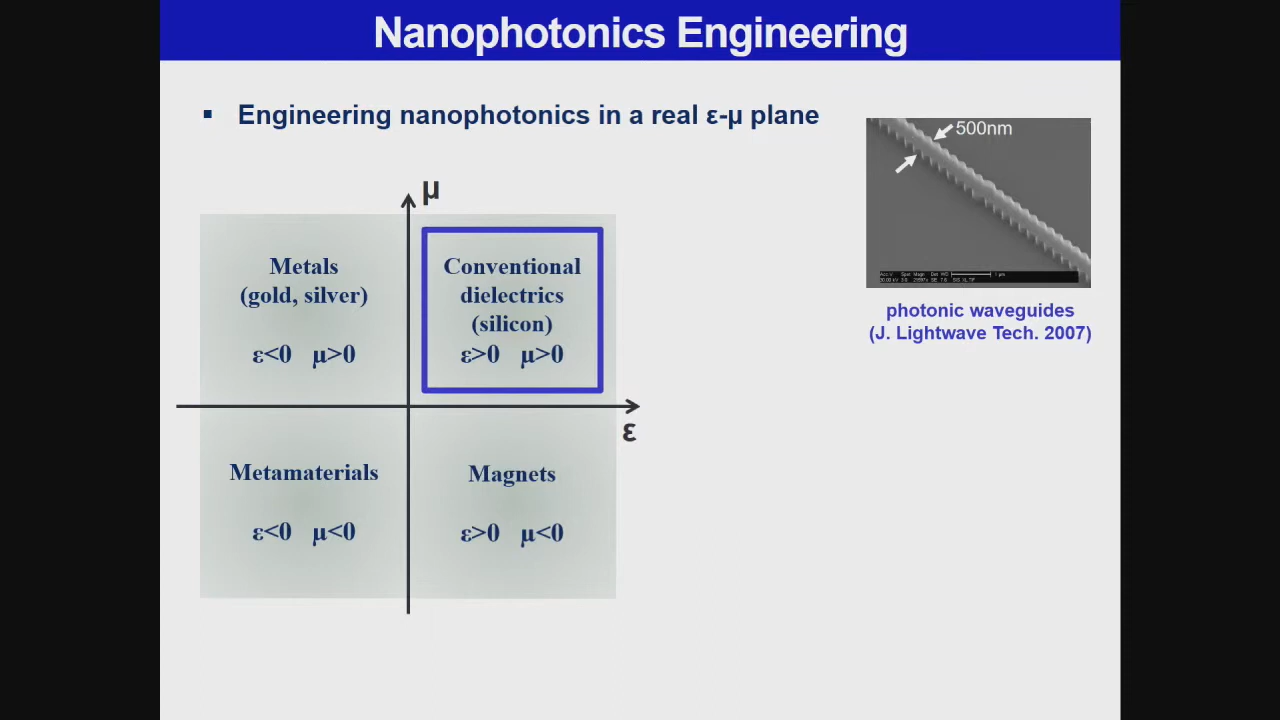 Nanophotonics Engineering
▪ Engineering nanophotonics in a real ε-μ plane
500nm
photonic waveguides
(J. Lightwave Tech. 2007)
μ
Metals
(gold, silver)
ε<0 μ>0
Conventional
dielectrics
(silicon)
ε>0 μ>0
ε
Metamaterials
ε<0 μ<0
Magnets
ε>0 μ<0